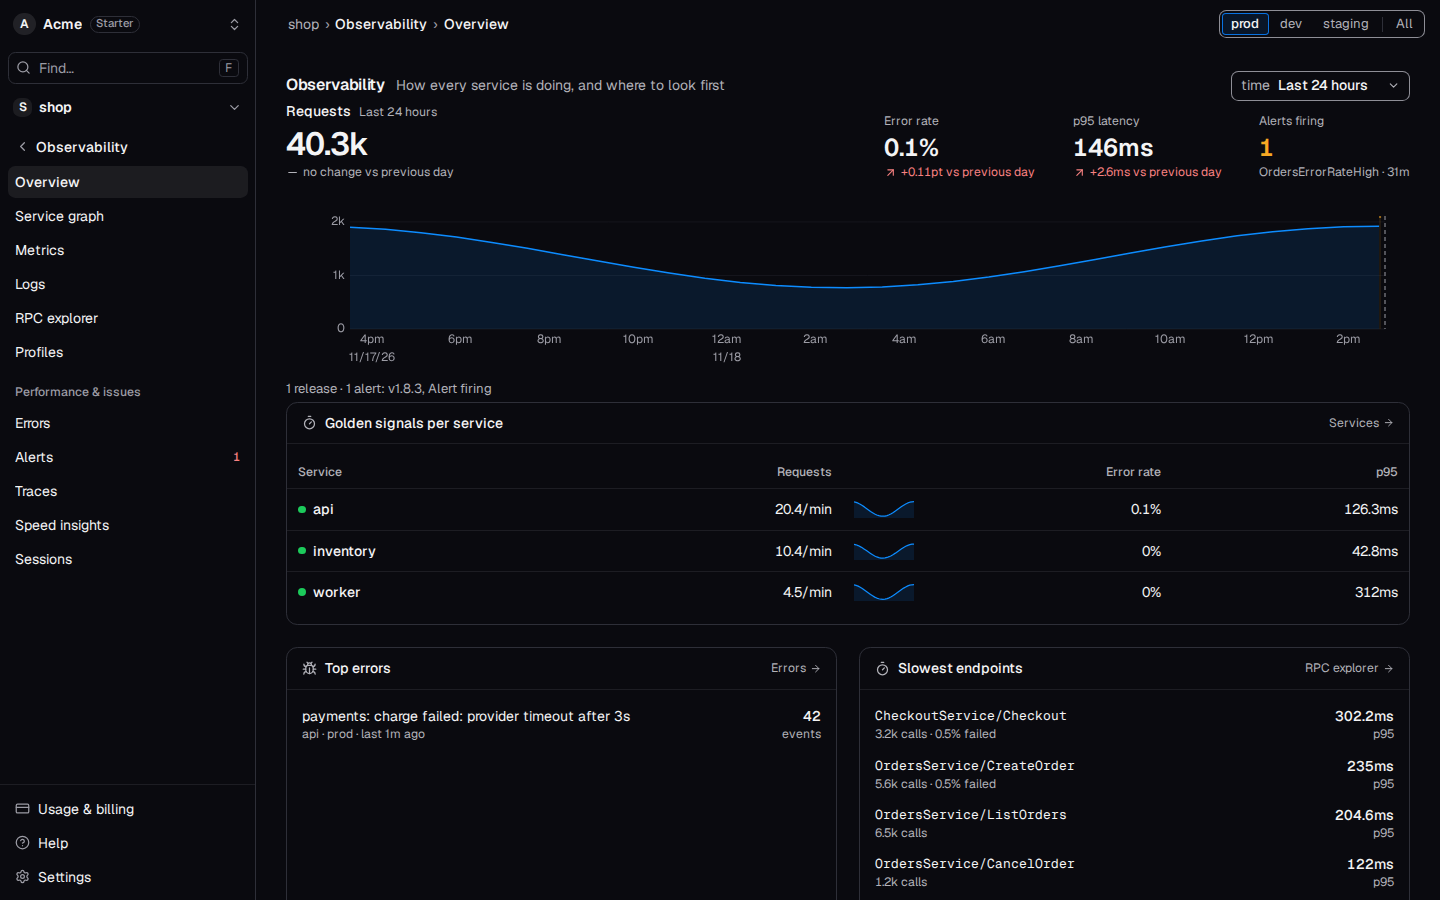 A Acme Starter
Find... F
S shop
Observability
Overview
Service graph
Metrics
Logs
RPC explorer
Profiles
Performance & issues
Errors
Alerts 1
Traces
Speed insights
Sessions
Usage & billing
Help
Settings
shop › Observability › Overview
prod dev staging All
Observability How every service is doing, and where to look first
time Last 24 hours
Requests Last 24 hours
40.3k
— no change vs previous day
Error rate
0.1%
↗ +0.11pt vs previous day
p95 latency
146ms
↗ +2.6ms vs previous day
Alerts firing
1
OrdersErrorRateHigh · 31m
2k
1k
0
4pm 6pm 8pm 10pm 12am 2am 4am 6am 8am 10am 12pm 2pm
11/17/26 11/18
1 release · 1 alert: v1.8.3, Alert firing
Golden signals per service Services →
Service Requests Error rate p95
api 20.4/min 0.1% 126.3ms
inventory 10.4/min 0% 42.8ms
worker 4.5/min 0% 312ms
Top errors Errors →
payments: charge failed: provider timeout after 3s 42
api · prod · last 1m ago events
Slowest endpoints RPC explorer →
CheckoutService/Checkout 302.2ms
3.2k calls · 0.5% failed p95
OrdersService/CreateOrder 235ms
5.6k calls · 0.5% failed p95
OrdersService/ListOrders 204.6ms
6.5k calls p95
OrdersService/CancelOrder 122ms
1.2k calls p95